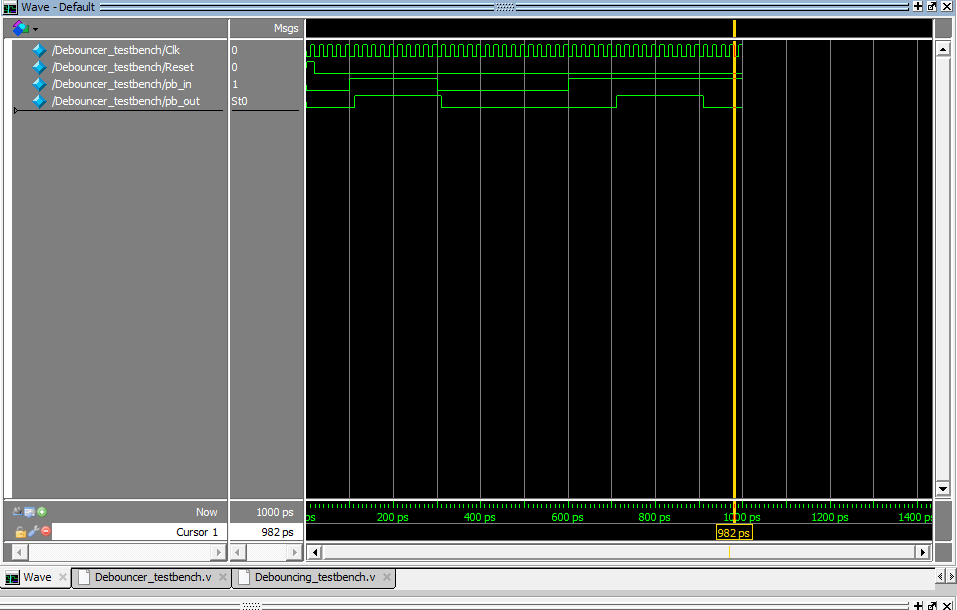 Wave - Default
Msgs
/Debouncer_testbench/Clk 0
/Debouncer_testbench/Reset 0
/Debouncer_testbench/pb_in 1
/Debouncer_testbench/pb_out St0
Now 1000 ps
ps 200 ps 400 ps 600 ps 800 ps 1000 ps 1200 ps 1400 ps
Cursor 1 982 ps 982 ps
Wave Debouncer_testbench.v Debouncing_testbench.v